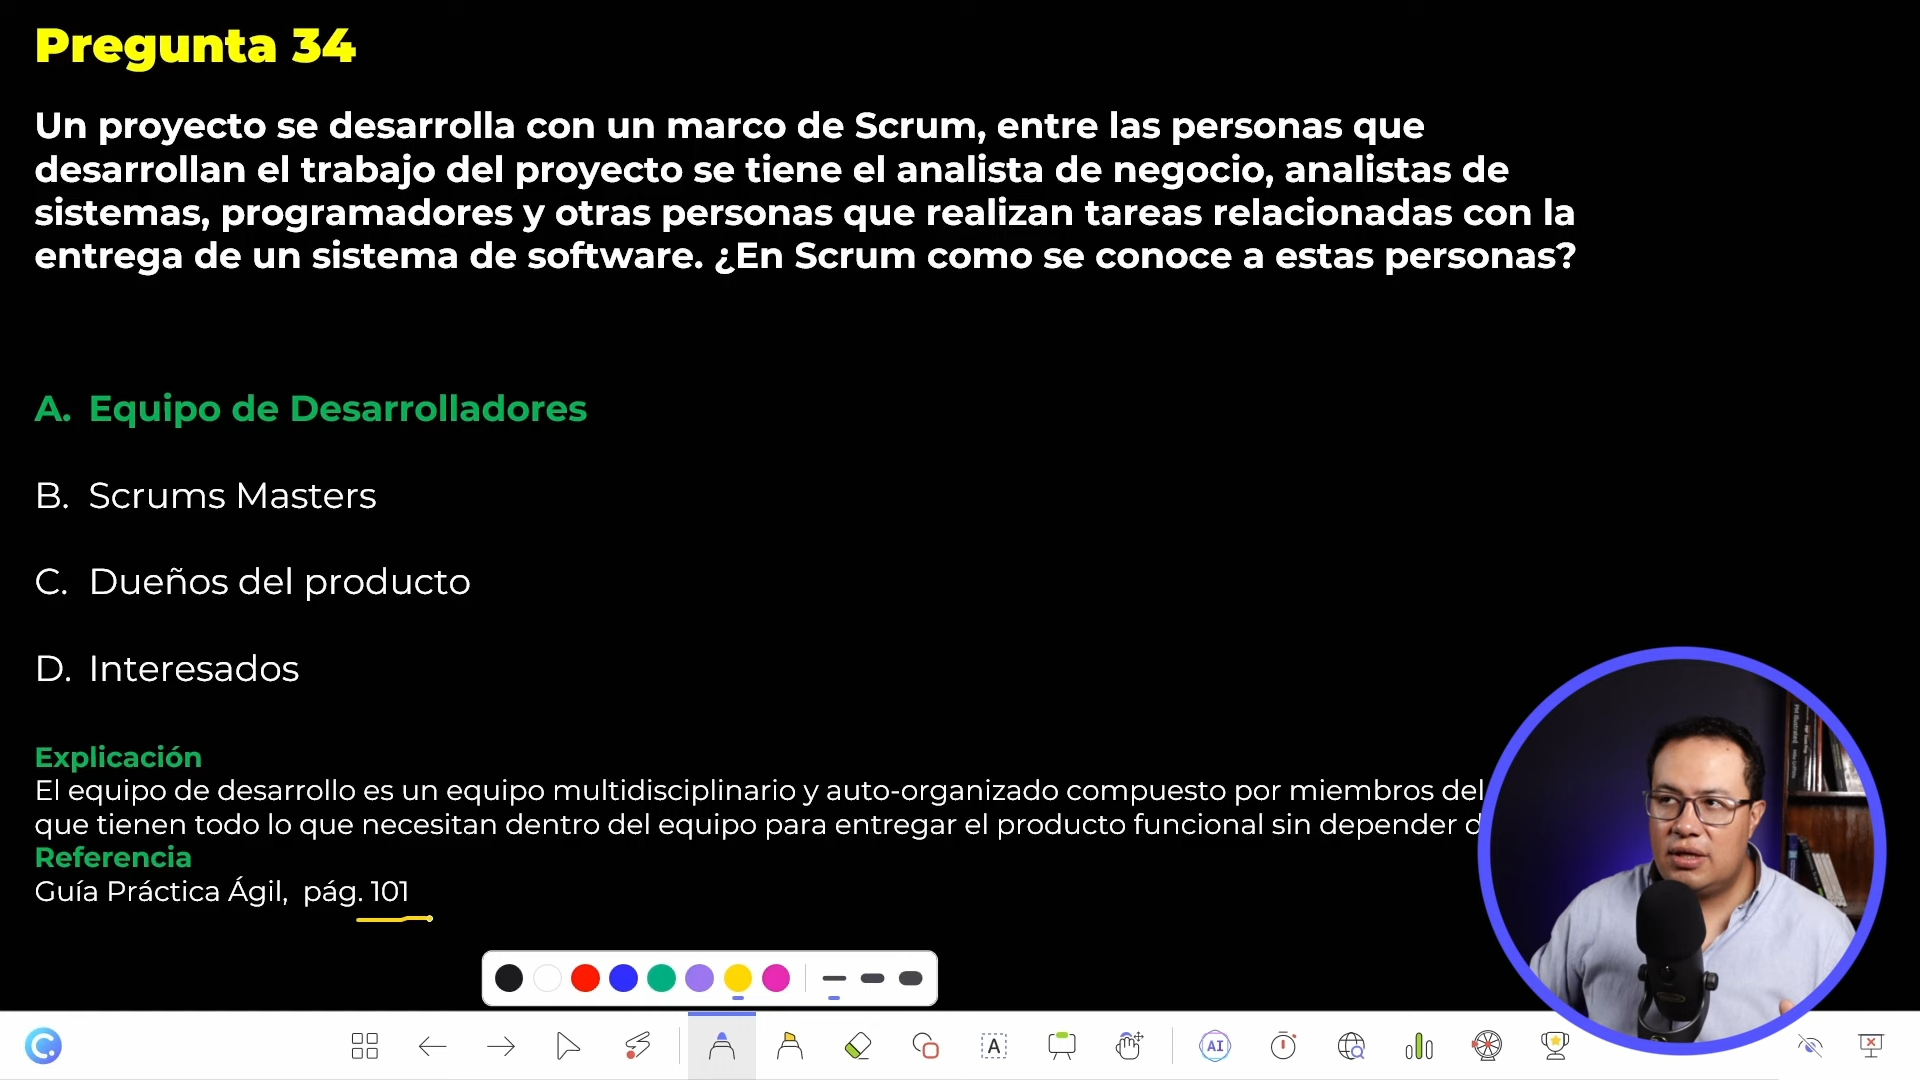 Pregunta 34
Un proyecto se desarrolla con un marco de Scrum, entre las personas que
desarrollan el trabajo del proyecto se tiene el analista de negocio, analistas de
sistemas, programadores y otras personas que realizan tareas relacionadas con la
entrega de un sistema de software. ¿En Scrum como se conoce a estas personas?
A. Equipo de Desarrolladores
B. Scrums Masters
C. Dueños del producto
D. Interesados
Explicación
El equipo de desarrollo es un equipo multidisciplinario y auto-organizado compuesto por miembros del
que tienen todo lo que necesitan dentro del equipo para entregar el producto funcional sin depender
Referencia
Guía Práctica Ágil, pág. 101
A
AI